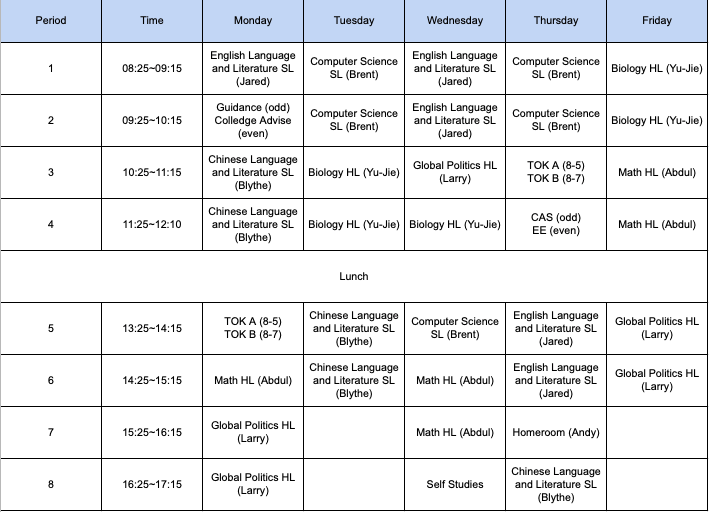 Period Time Monday Tuesday Wednesday Thursday Friday
1 08:25~09:15 English Language and Literature SL (Jared) Computer Science SL (Brent) English Language and Literature SL (Jared) Computer Science SL (Brent) Biology HL (Yu-Jie)
2 09:25~10:15 Guidance (odd) Colledge Advise (even) Computer Science SL (Brent) English Language and Literature SL (Jared) Computer Science SL (Brent) Biology HL (Yu-Jie)
3 10:25~11:15 Chinese Language and Literature SL (Blythe) Biology HL (Yu-Jie) Global Politics HL (Larry) TOK A (8-5) TOK B (8-7) Math HL (Abdul)
4 11:25~12:10 Chinese Language and Literature SL (Blythe) Biology HL (Yu-Jie) Biology HL (Yu-Jie) CAS (odd) EE (even) Math HL (Abdul)
Lunch
5 13:25~14:15 TOK A (8-5) TOK B (8-7) Chinese Language and Literature SL (Blythe) Computer Science SL (Brent) English Language and Literature SL (Jared) Global Politics HL (Larry)
6 14:25~15:15 Math HL (Abdul) Chinese Language and Literature SL (Blythe) Math HL (Abdul) English Language and Literature SL (Jared) Global Politics HL (Larry)
7 15:25~16:15 Global Politics HL (Larry) Math HL (Abdul) Homeroom (Andy)
8 16:25~17:15 Global Politics HL (Larry) Self Studies Chinese Language and Literature SL (Blythe)